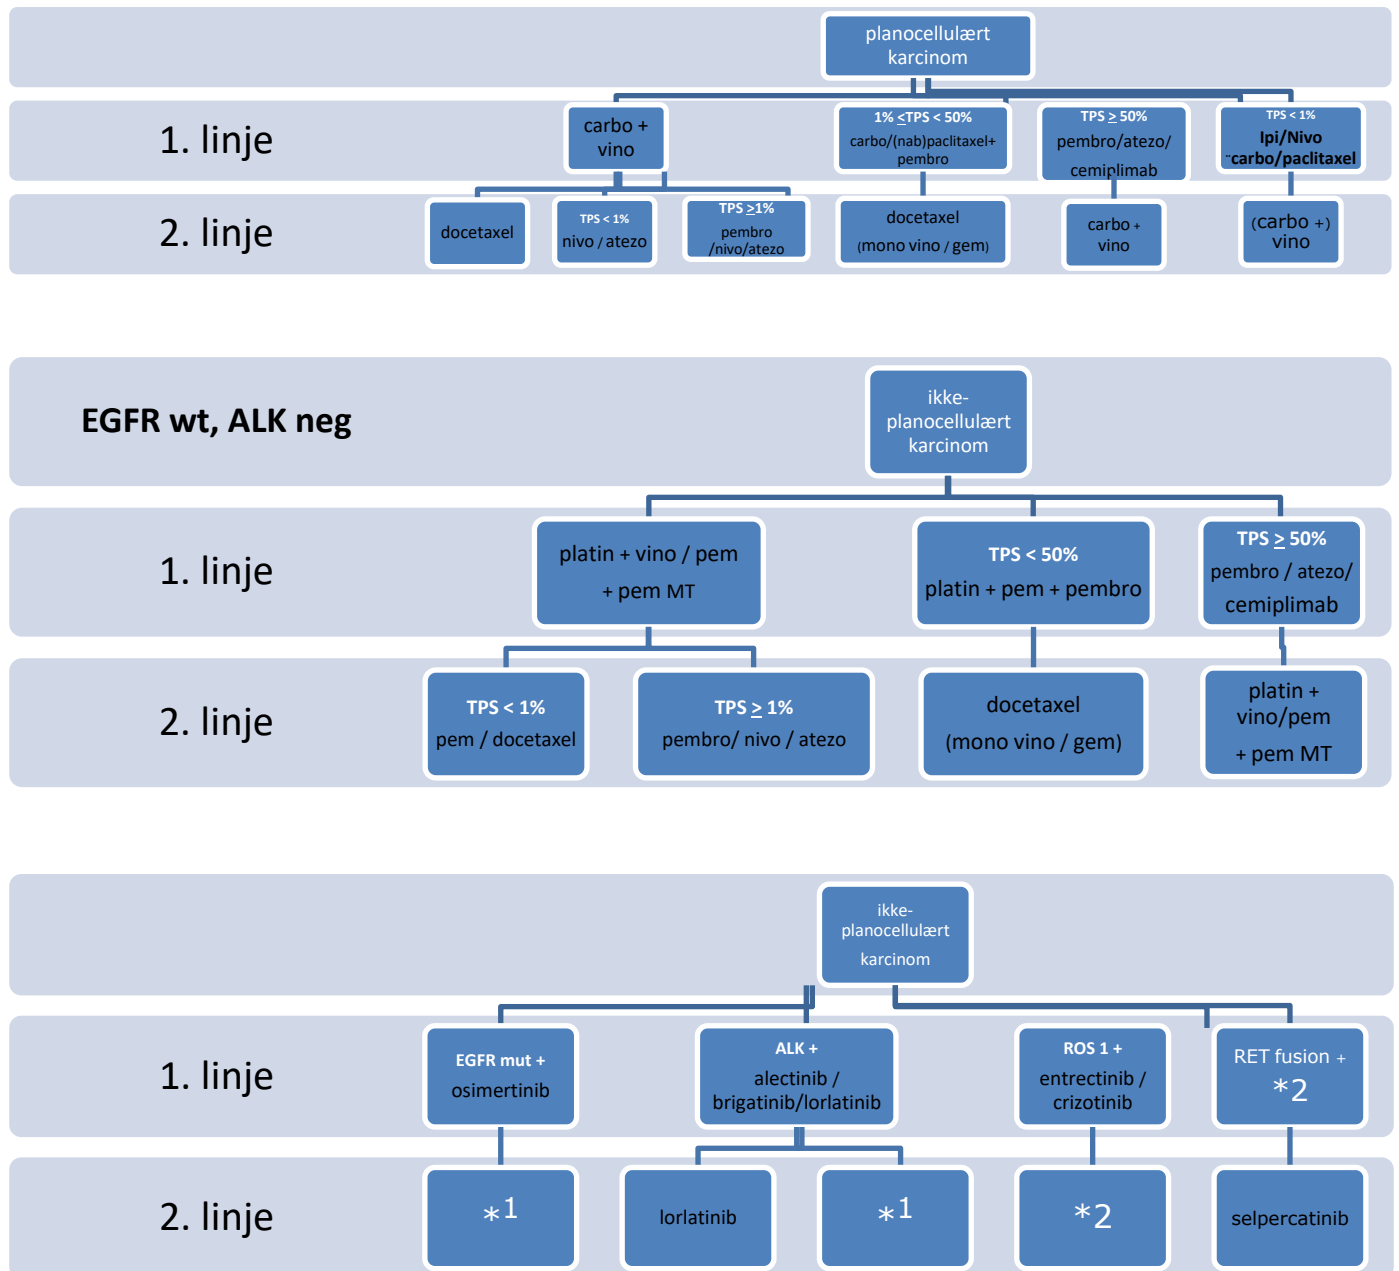 planocellulært
karcinom
1. linje
carbo +
vino
1% ≤TPS < 50%
carbo/(nab)paclitaxel+
pembro
TPS ≥ 50%
pembro/atezo/
cemiplimab
TPS < 1%
Ipi/Nivo
¨carbo/paclitaxel
2. linje
docetaxel
TPS < 1%
nivo / atezo
TPS ≥1%
pembro
/nivo/atezo
docetaxel
(mono vino / gem)
carbo +
vino
(carbo +)
vino
EGFR wt, ALK neg
ikke-
planocellulært
karcinom
1. linje
platin + vino / pem
+ pem MT
TPS < 50%
platin + pem + pembro
TPS ≥ 50%
pembro / atezo/
cemiplimab
2. linje
TPS < 1%
pem / docetaxel
TPS ≥ 1%
pembro/ nivo / atezo
docetaxel
(mono vino / gem)
platin +
vino/pem
+ pem MT
ikke-
planocellulært
karcinom
1. linje
EGFR mut +
osimertinib
ALK +
alectinib /
brigatinib/lorlatinib
ROS 1 +
entrectinib /
crizotinib
RET fusion +
*2
2. linje
*1
lorlatinib
*1
*2
selpercatinib